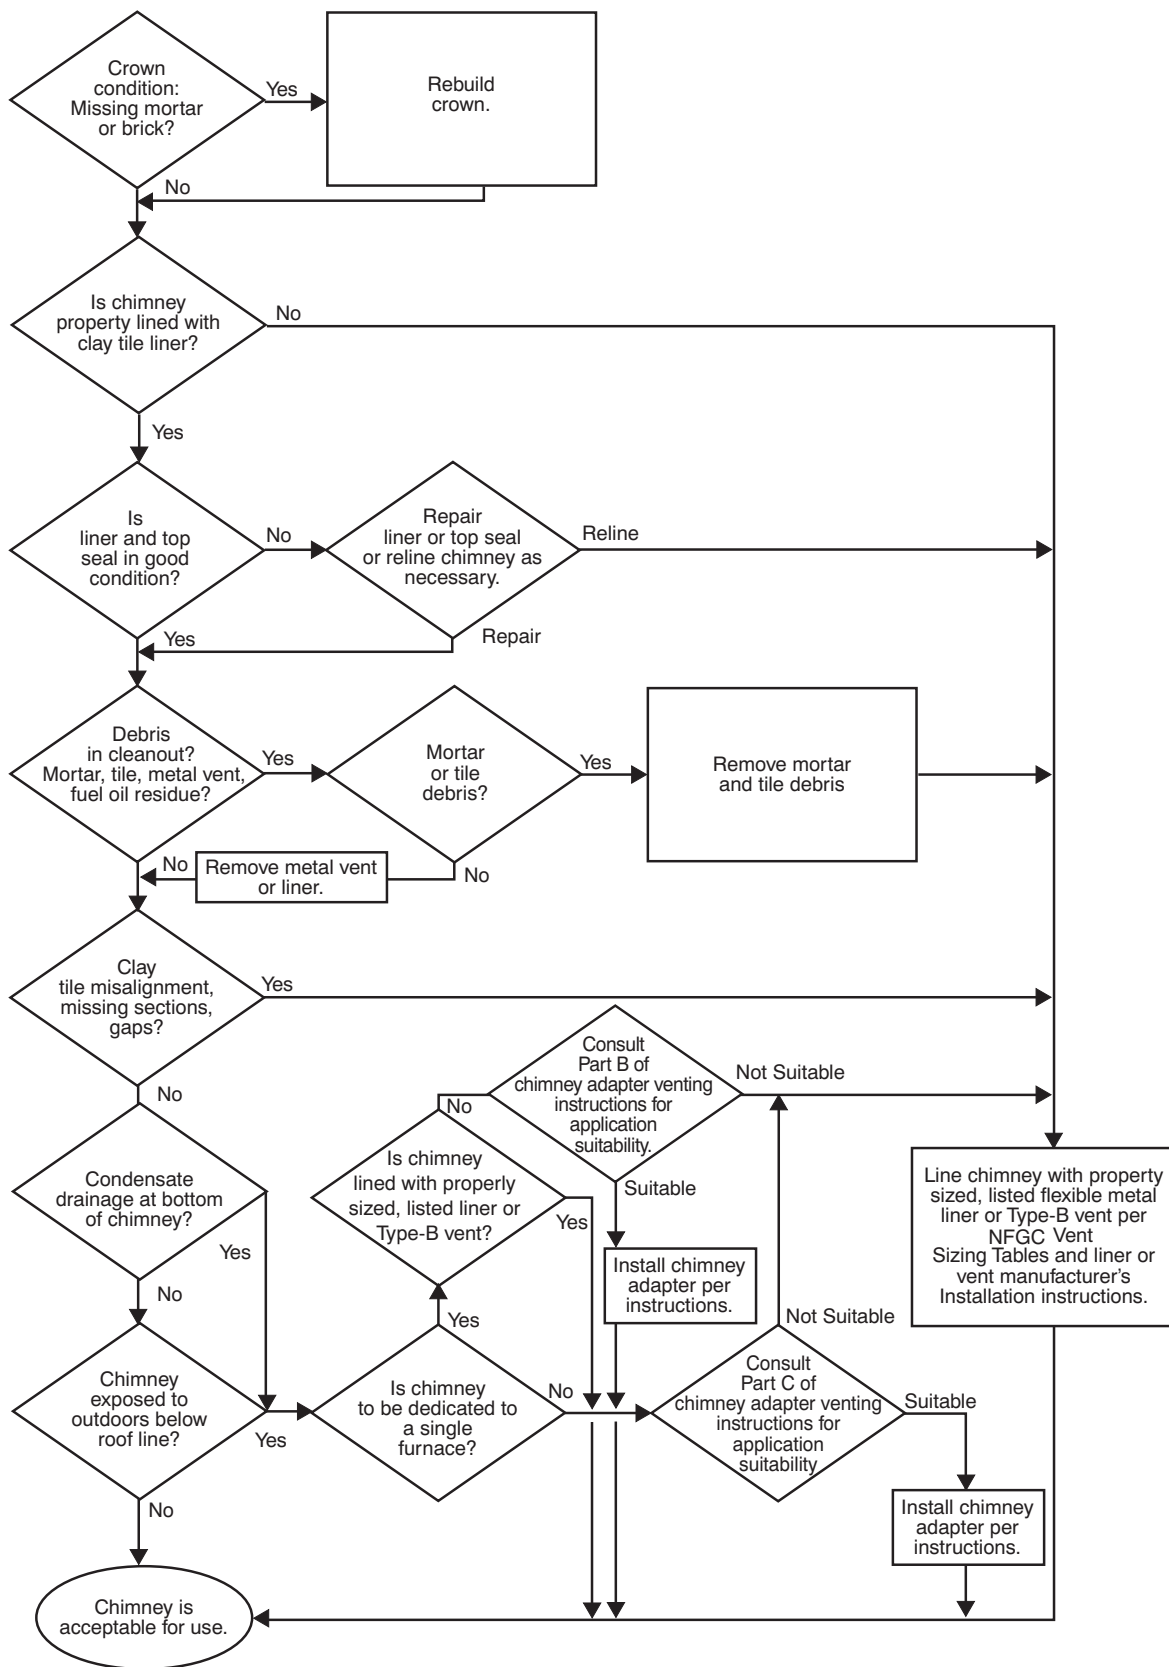 Crown
condition:
Missing mortar
or brick?
Yes
Rebuild
crown.
No
Is chimney
property lined with
clay tile liner?
No
Yes
Is
liner and top
seal in good
condition?
No
Repair
liner or top seal
or reline chimney as
necessary.
Reline
Yes
Repair
Debris
in cleanout?
Mortar, tile, metal vent,
fuel oil residue?
Yes
Mortar
or tile
debris?
Yes
Remove mortar
and tile debris
No
Remove metal vent
or liner.
No
Clay
tile misalignment,
missing sections,
gaps?
Yes
No
Consult
Part B of
chimney adapter venting
instructions for
application
suitability.
Not Suitable
No
Suitable
Condensate
drainage at bottom
of chimney?
Yes
No
Is chimney
lined with properly
sized, listed liner or
Type-B vent?
Yes
Install chimney
adapter per
instructions.
Line chimney with property
sized, listed flexible metal
liner or Type-B vent per
NFGC Vent
Sizing Tables and liner or
vent manufacturer's
Installation instructions.
Yes
Not Suitable
Chimney
exposed to
outdoors below
roof line?
Yes
Is chimney
to be dedicated to
a single
furnace?
No
Consult
Part C of
chimney adapter venting
instructions for
application
suitability
Suitable
No
Install chimney
adapter per
instructions.
Chimney is
acceptable for use.